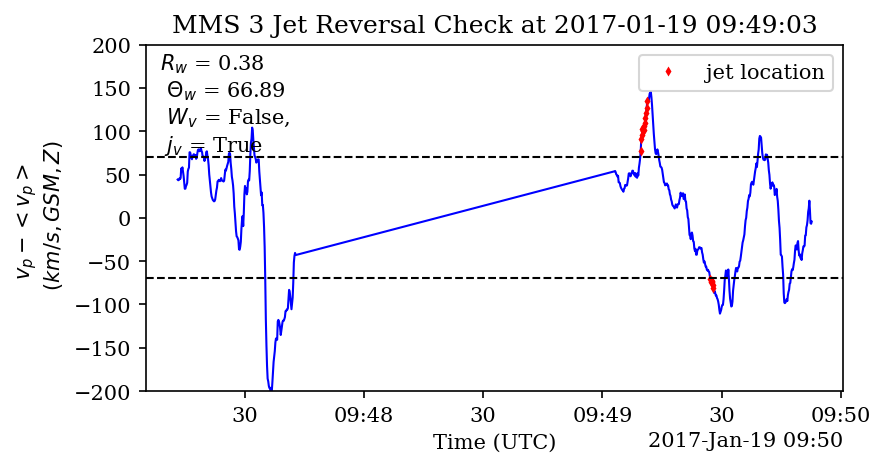 MMS 3 Jet Reversal Check at 2017-01-19 09:49:03
R_w = 0.38
Θ_w = 66.89
W_v = False,
j_v = True
jet location
v_p − < v_p >
(km/s, GSM, Z)
200
150
100
50
0
−50
−100
−150
−200
30
09:48
30
09:49
30
09:50
Time (UTC)
2017-Jan-19 09:50